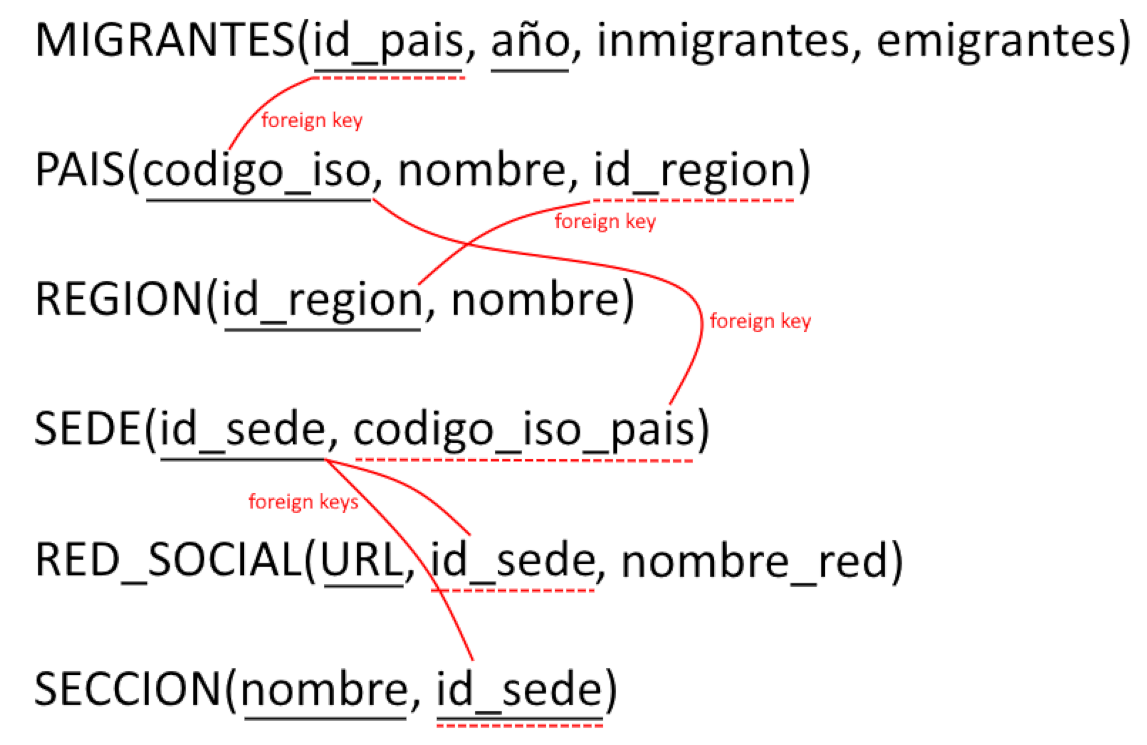 MIGRANTES(id_pais, año, inmigrantes, emigrantes)
foreign key
PAIS(codigo_iso, nombre, id_region)
foreign key
REGION(id_region, nombre)
foreign key
SEDE(id_sede, codigo_iso_pais)
foreign keys
RED_SOCIAL(URL, id_sede, nombre_red)
SECCION(nombre, id_sede)